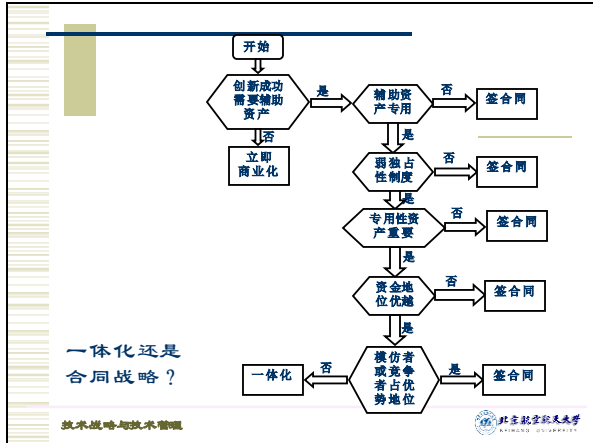 开始
创新成功
需要辅助
资产
是
辅助资
产专用
否
签合同
否
是
立即
商业化
弱独占
性制度
否
签合同
是
专用性资
产重要
否
签合同
是
资金地
位优越
否
签合同
是
一体化还是
合同战略？
一体化
否
模仿者
或竞争
者占优
势地位
是
签合同
技术战略与技术管理
北京航空航天大学
BEIHANG UNIVERSITY